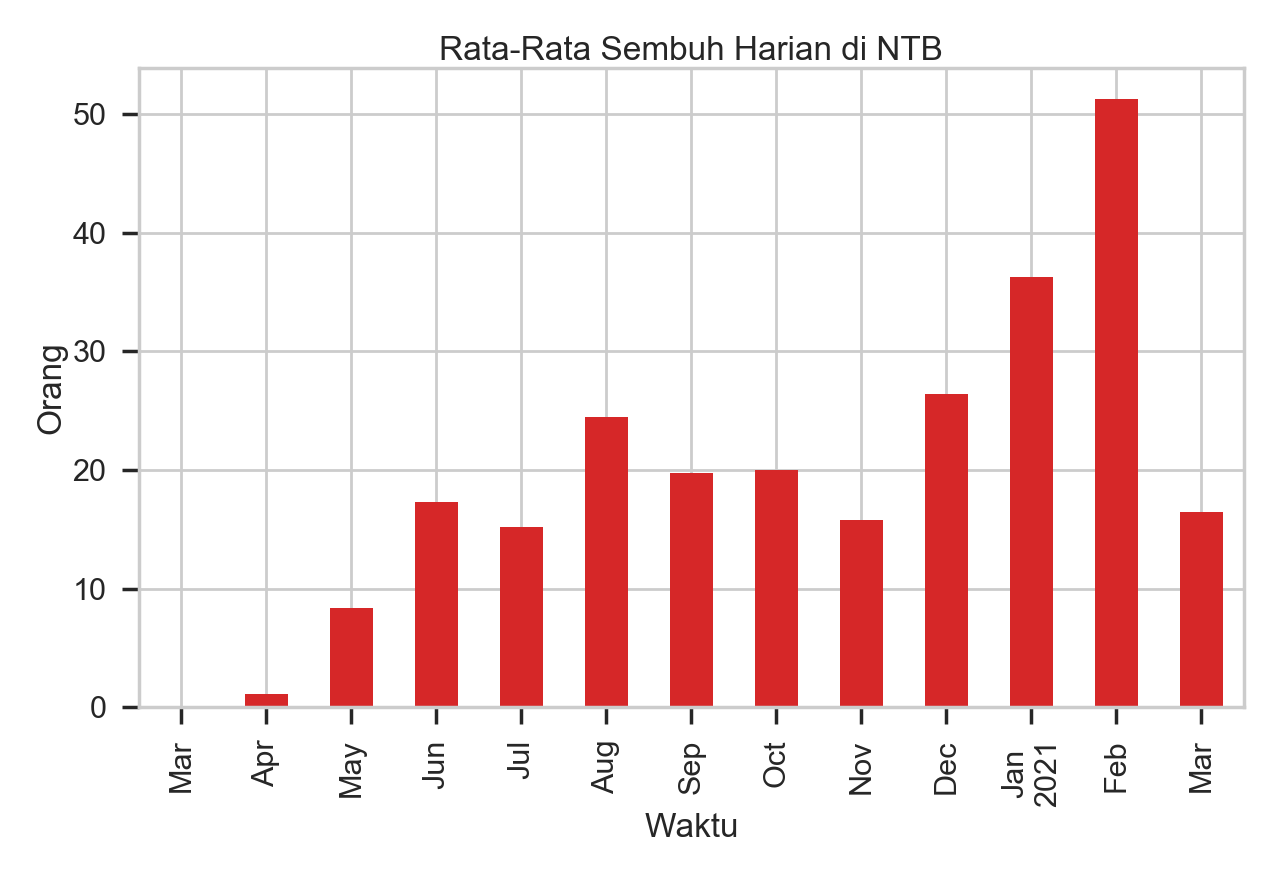 Rata-Rata Sembuh Harian di NTB
Orang
50
40
30
20
10
0
Mar
Apr
May
Jun
Jul
Aug
Sep
Oct
Nov
Dec
Jan
2021
Feb
Mar
Waktu